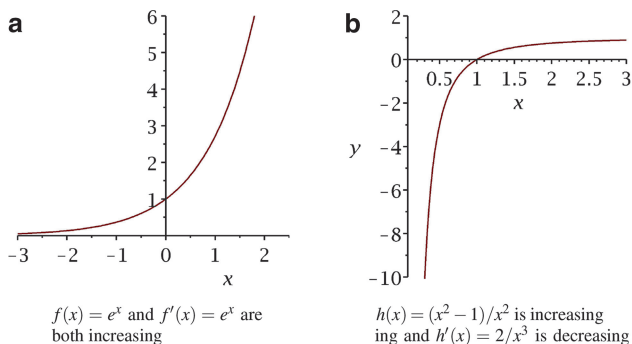 a
6
5
4
3
2
1
-3 -2 -1 0 1 2
x
f(x) = e^x and f′(x) = e^x are
both increasing
b
2
0
-2
y -4
-6
-8
-10
0.5 1 1.5 2 2.5 3
x
h(x) = (x^2 − 1)/x^2 is increasing
ing and h′(x) = 2/x^3 is decreasing